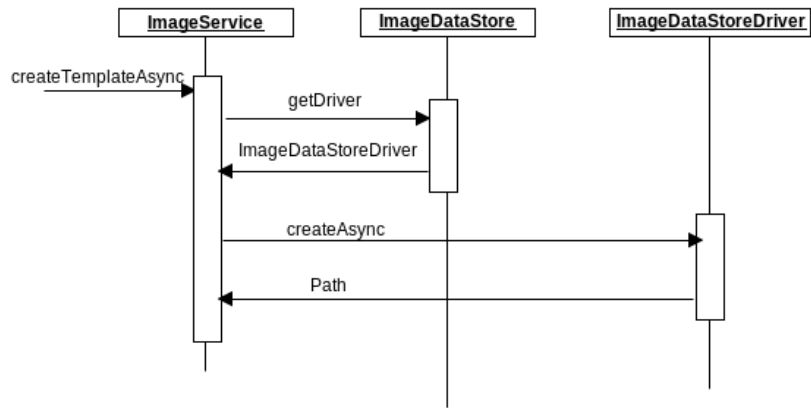 ImageService
ImageDataStore
ImageDataStoreDriver
createTemplateAsync
getDriver
ImageDataStoreDriver
createAsync
Path